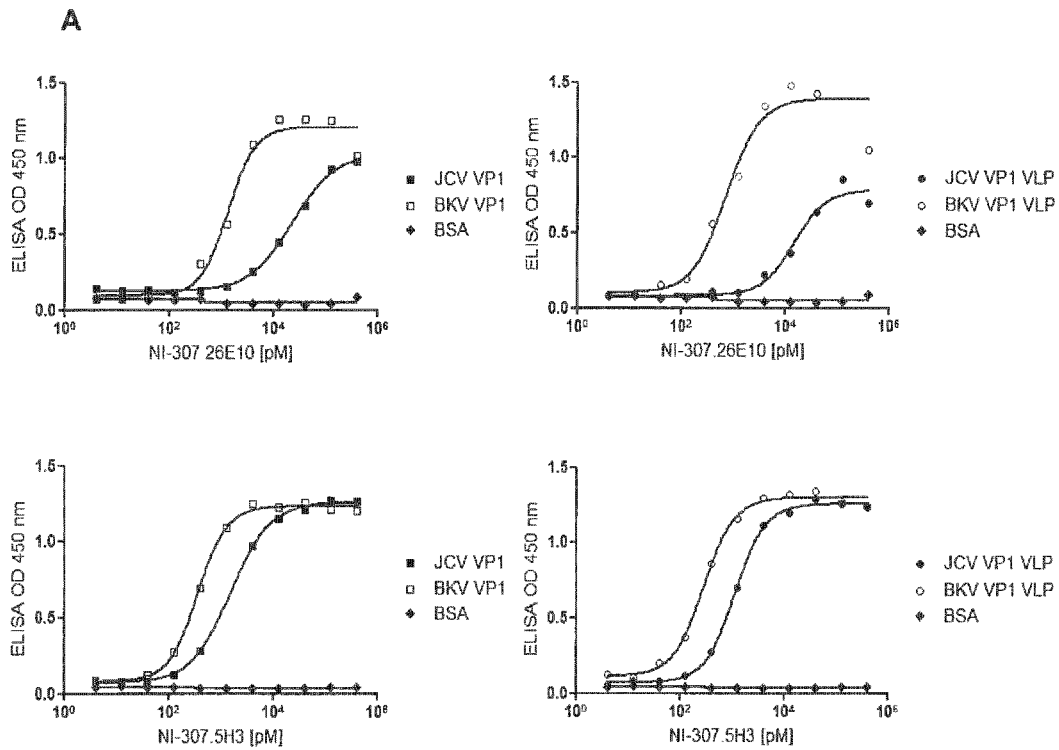 A
ELISA OD 450 nm
1.5
1.0
0.5
0.0
10⁰ 10² 10⁴ 10⁶
NI-307 26E10 [pM]
JCV VP1
BKV VP1
BSA
ELISA OD 450 nm
1.5
1.0
0.5
0.0
10⁰ 10² 10⁴ 10⁶
NI-307.26E10 [pM]
JCV VP1 VLP
BKV VP1 VLP
BSA
ELISA OD 450 nm
1.5
1.0
0.5
0.0
10⁰ 10² 10⁴ 10⁶
NI-307.5H3 [pM]
JCV VP1
BKV VP1
BSA
ELISA OD 450 nm
1.5
1.0
0.5
0.0
10⁰ 10² 10⁴ 10⁶
NI-307.5H3 [pM]
JCV VP1 VLP
BKV VP1 VLP
BSA